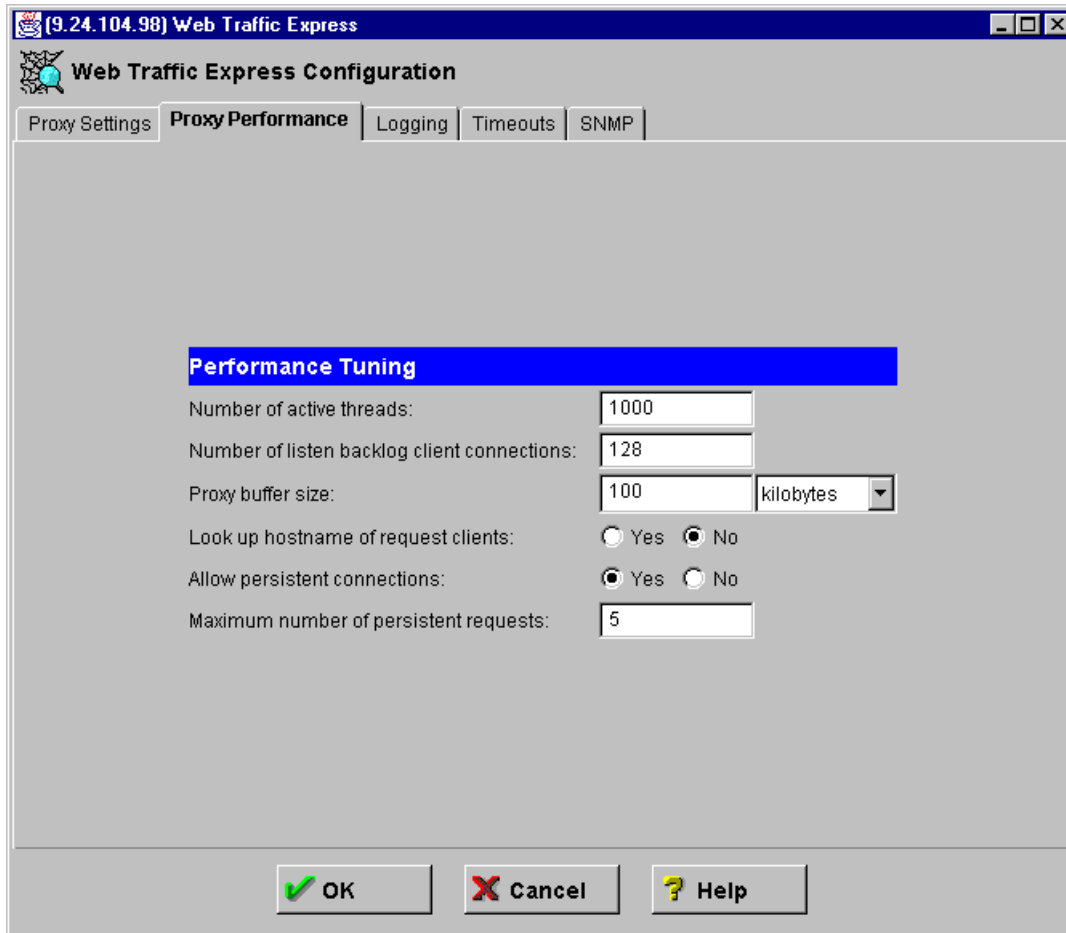 (9.24.104.98) Web Traffic Express
Web Traffic Express Configuration
Proxy Settings Proxy Performance Logging Timeouts SNMP
Performance Tuning
Number of active threads: 1000
Number of listen backlog client connections: 128
Proxy buffer size: 100 kilobytes
Look up hostname of request clients: Yes No
Allow persistent connections: Yes No
Maximum number of persistent requests: 5
OK Cancel Help